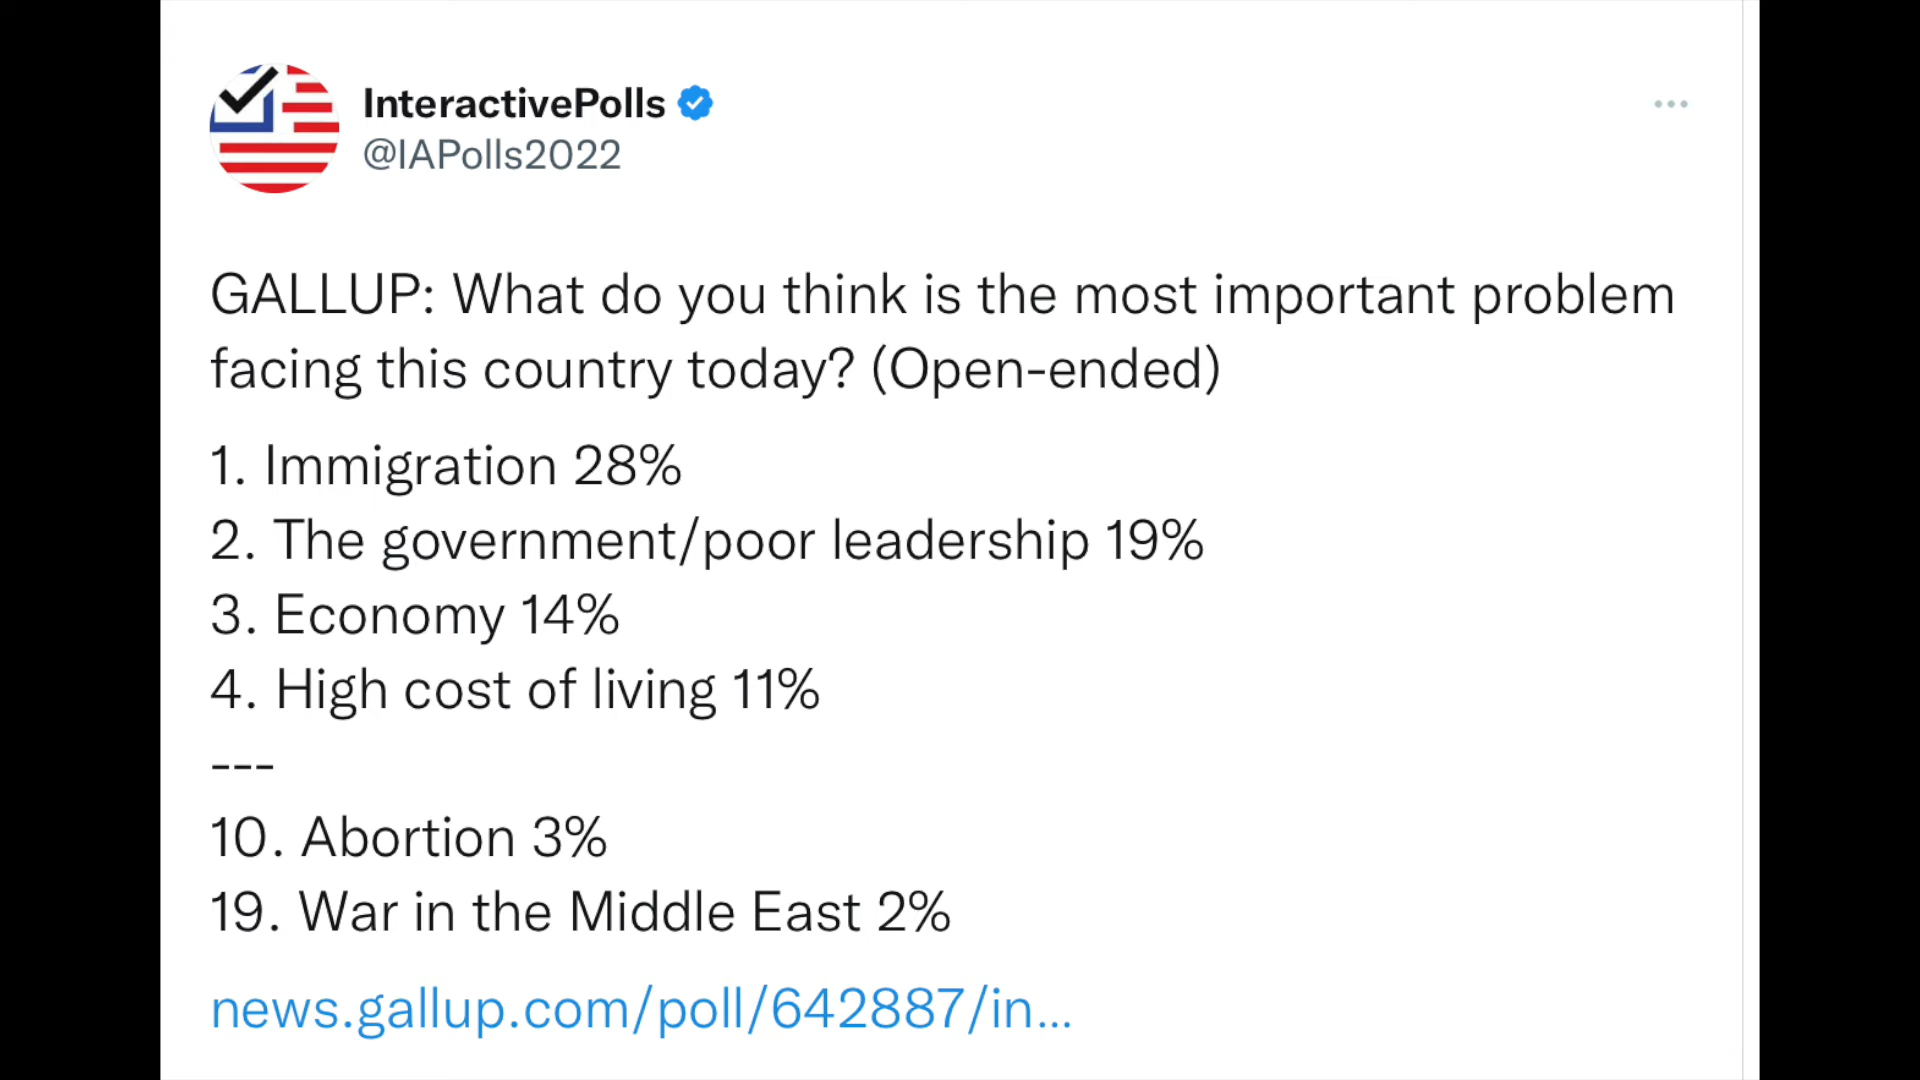 InteractivePolls
@IAPolls2022
GALLUP: What do you think is the most important problem
facing this country today? (Open-ended)
1. Immigration 28%
2. The government/poor leadership 19%
3. Economy 14%
4. High cost of living 11%
---
10. Abortion 3%
19. War in the Middle East 2%
news.gallup.com/poll/642887/in...